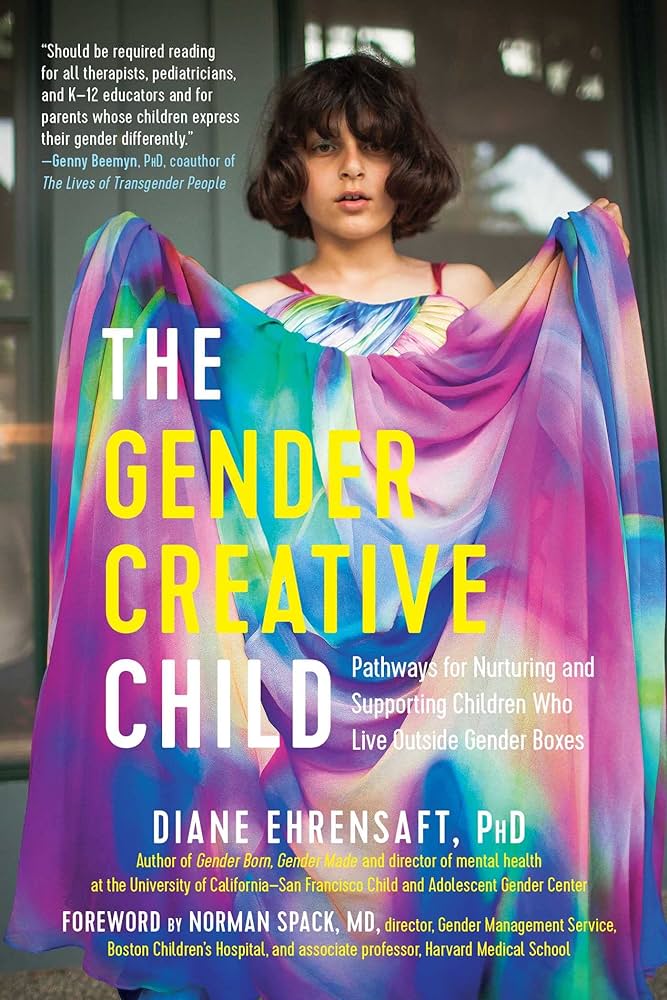 “Should be required reading
for all therapists, pediatricians,
and K–12 educators and for
parents whose children express
their gender differently.”
—Genny Beemyn, PhD, coauthor of
The Lives of Transgender People
THE
GENDER
CREATIVE
CHILD
Pathways for Nurturing and
Supporting Children Who
Live Outside Gender Boxes
DIANE EHRENSAFT, PhD
Author of Gender Born, Gender Made and director of mental health
at the University of California–San Francisco Child and Adolescent Gender Center
FOREWORD BY NORMAN SPACK, MD, director, Gender Management Service,
Boston Children’s Hospital, and associate professor, Harvard Medical School